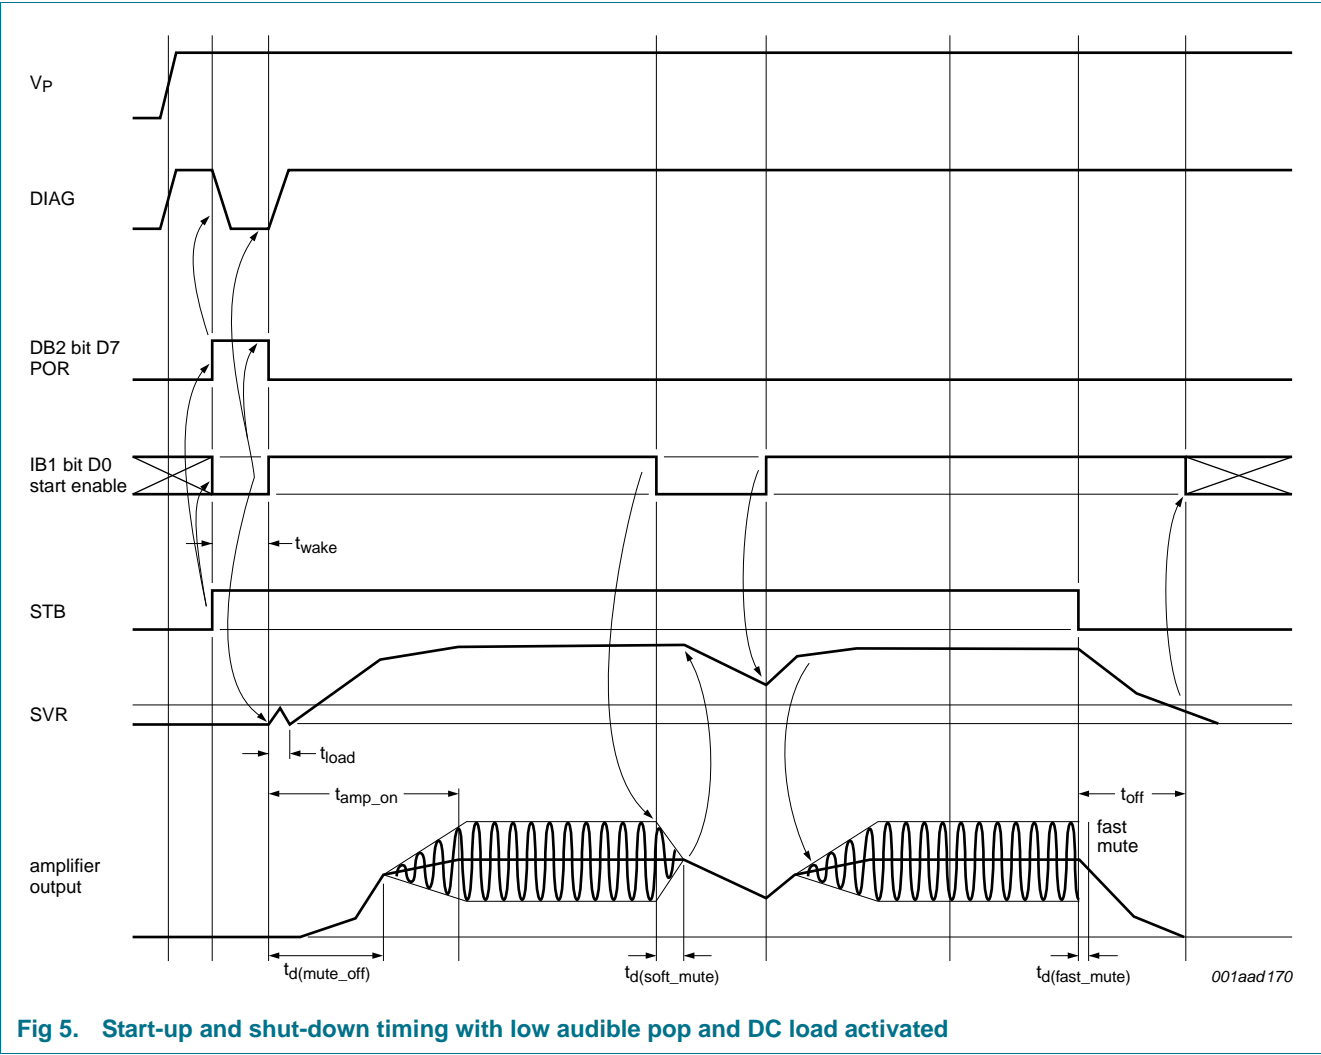 VP
DIAG
DB2 bit D7
POR
IB1 bit D0
start enable
twake
STB
SVR
tload
tamp_on
toff
fast
mute
amplifier
output
td(mute_off)
td(soft_mute)
td(fast_mute)
001aad170
Fig 5. Start-up and shut-down timing with low audible pop and DC load activated